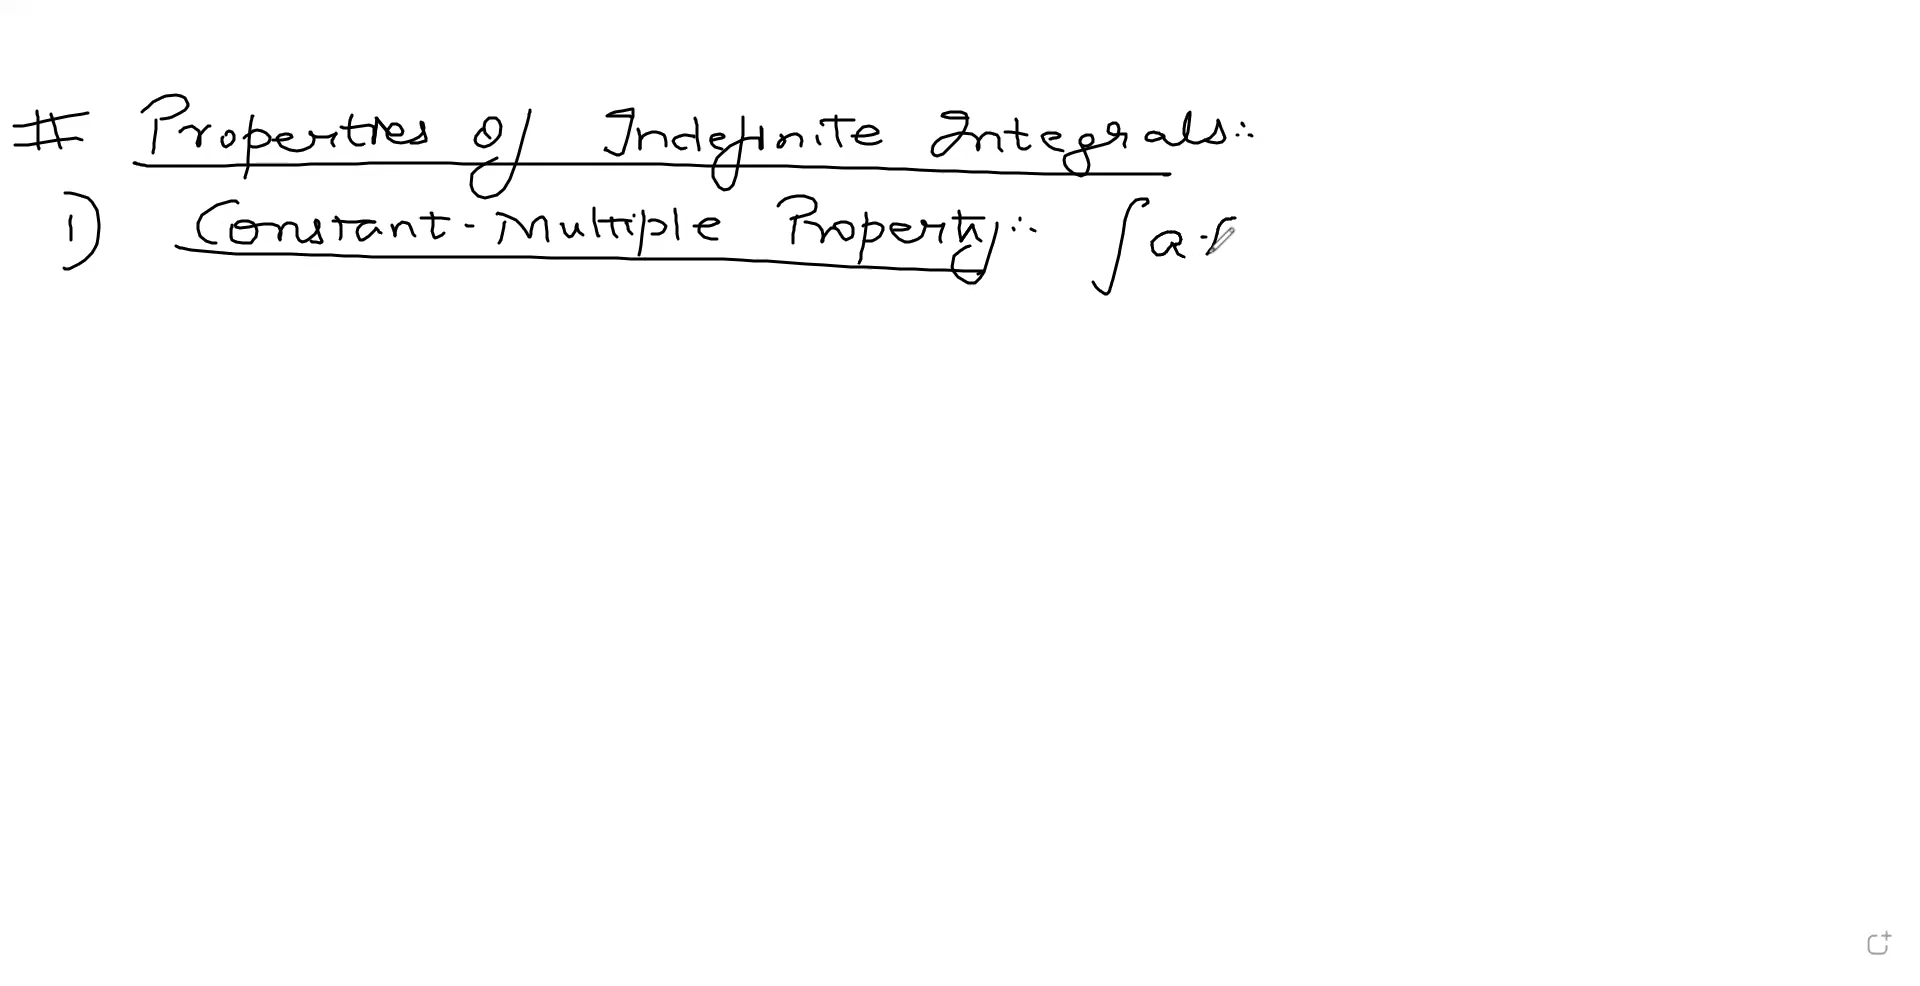 # Properties of Indefinite Integrals:-
1) Constant-Multiple Property:- ∫a.f